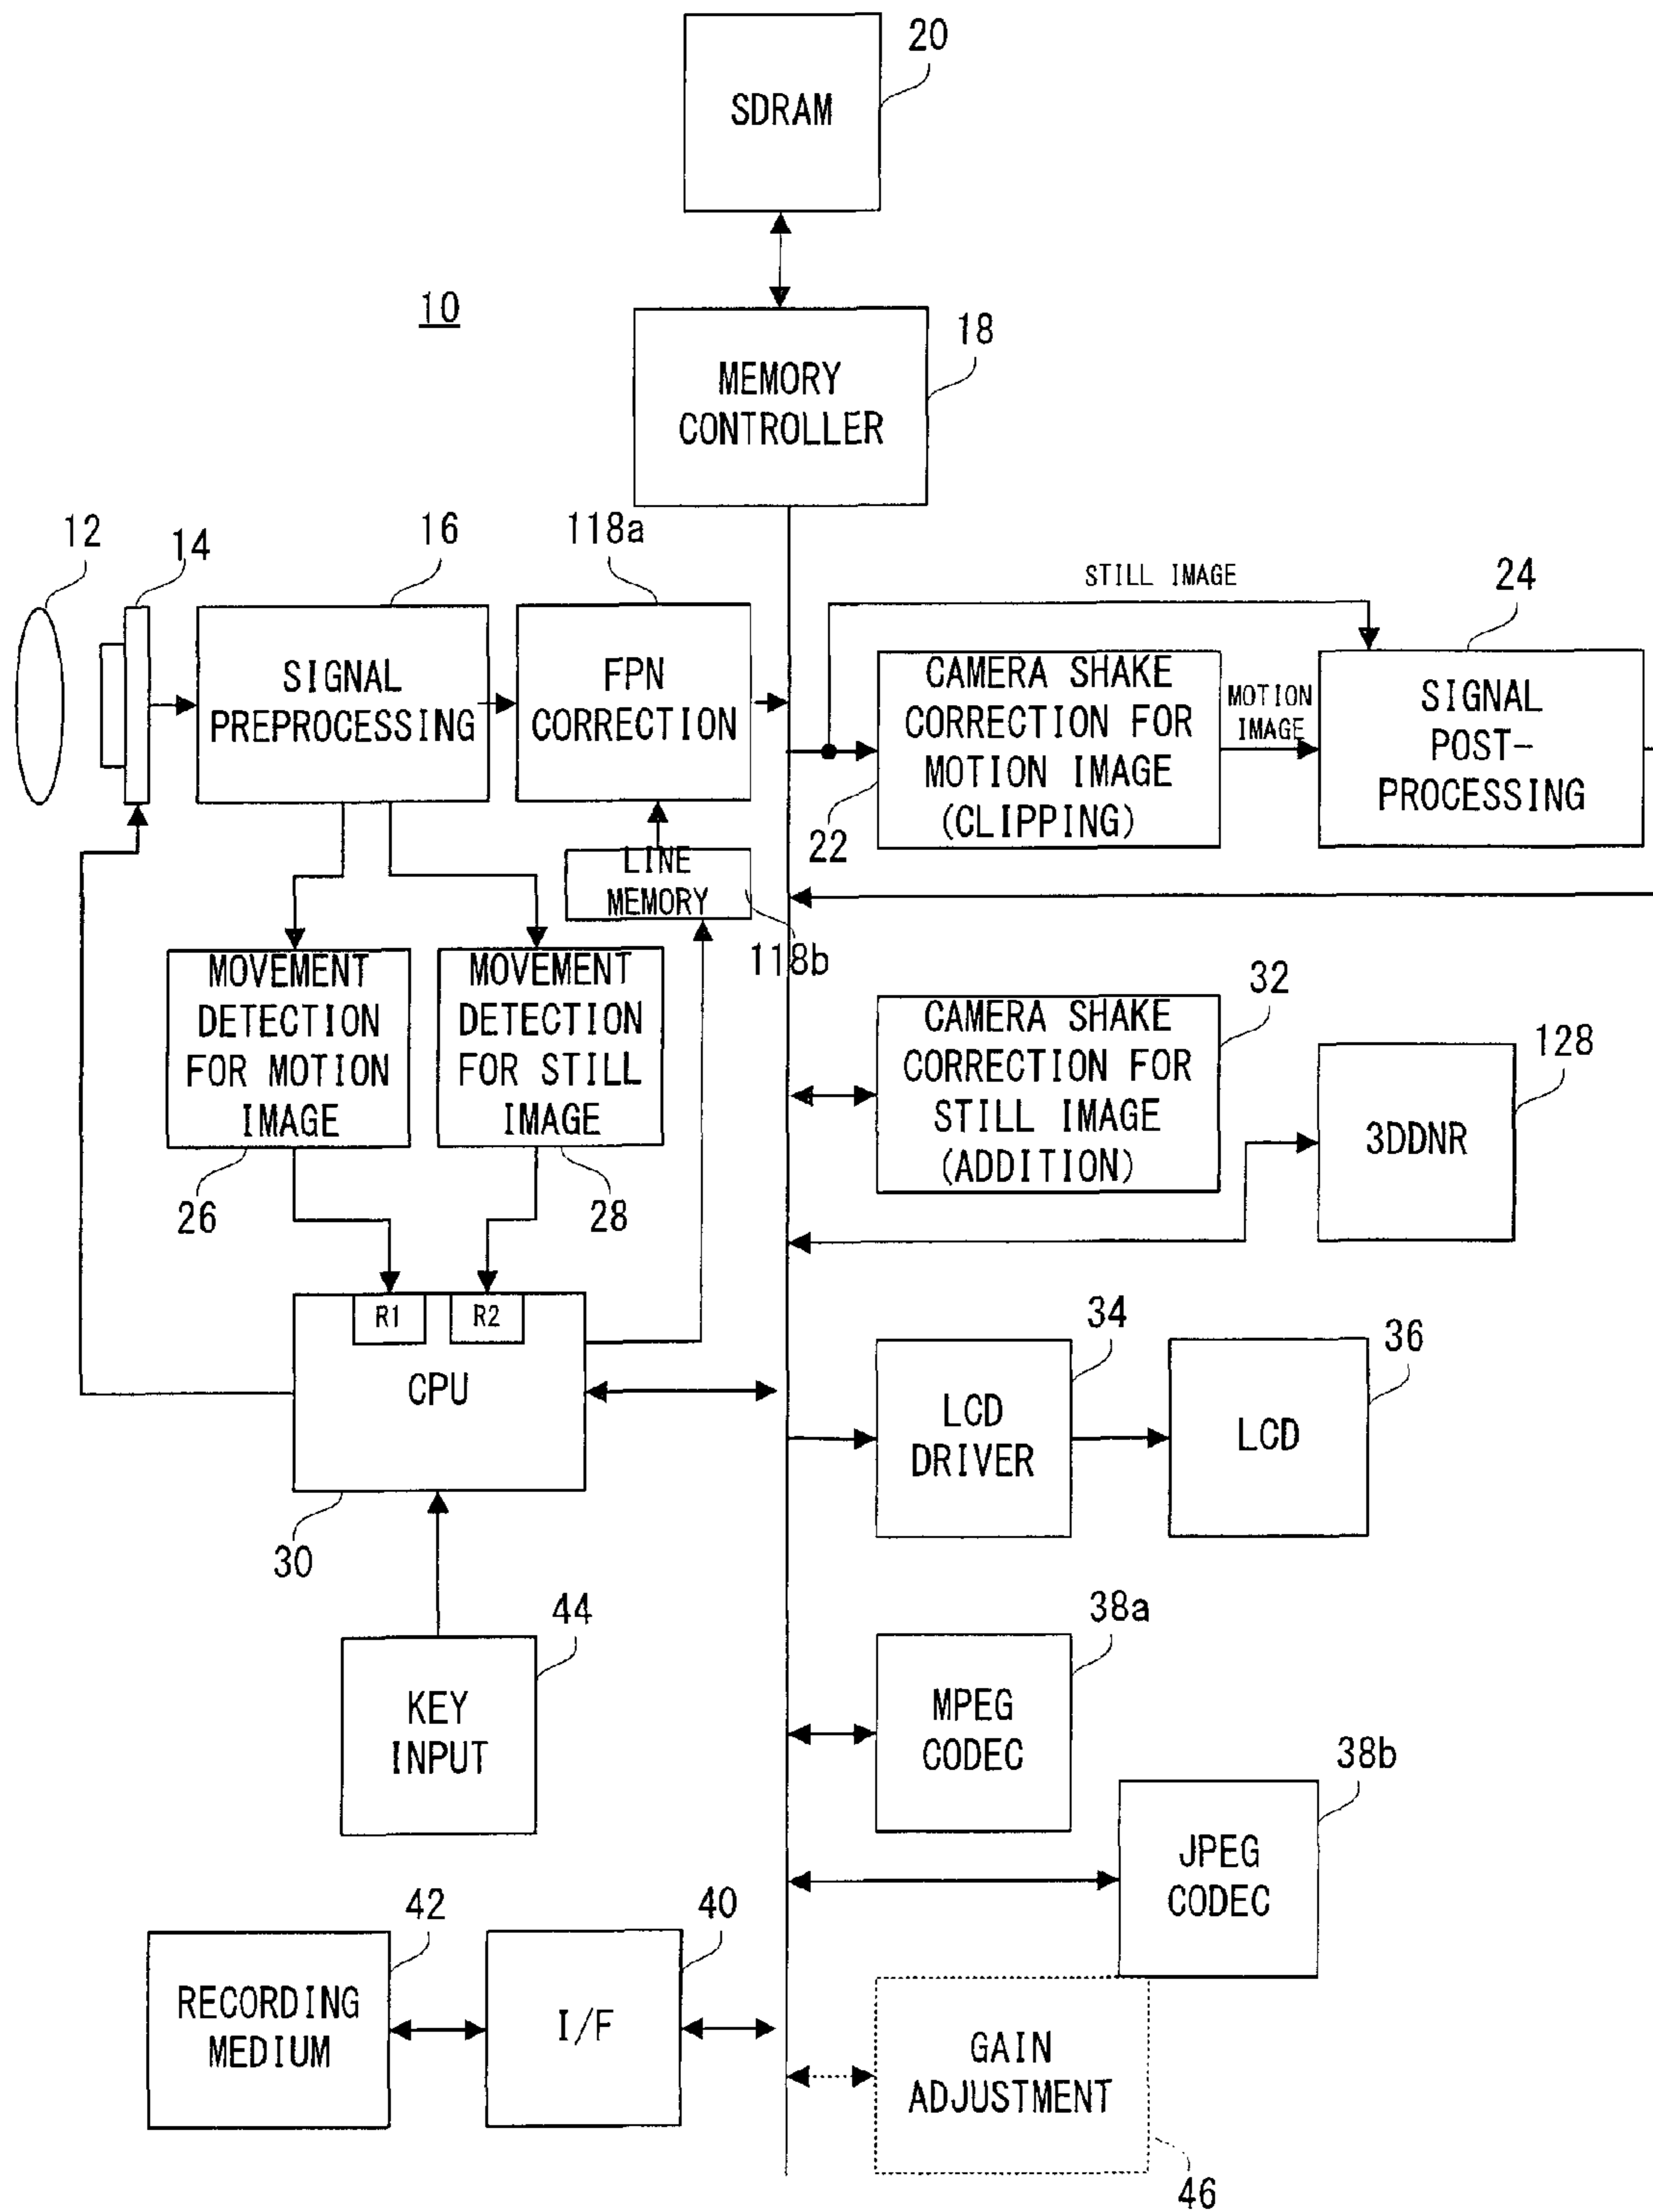 20
SDRAM
10
18
MEMORY
CONTROLLER
12
14
16
118a
STILL IMAGE
24
SIGNAL
PREPROCESSING
FPN
CORRECTION
CAMERA SHAKE
CORRECTION FOR
MOTION IMAGE
(CLIPPING)
22
MOTION
IMAGE
SIGNAL
POST-
PROCESSING
LINE
MEMORY
118b
MOVEMENT
DETECTION
FOR MOTION
IMAGE
26
MOVEMENT
DETECTION
FOR STILL
IMAGE
28
32
CAMERA SHAKE
CORRECTION FOR
STILL IMAGE
(ADDITION)
128
3DDNR
R1
R2
CPU
30
34
LCD
DRIVER
36
LCD
44
KEY
INPUT
38a
MPEG
CODEC
38b
JPEG
CODEC
42
RECORDING
MEDIUM
40
I/F
GAIN
ADJUSTMENT
46